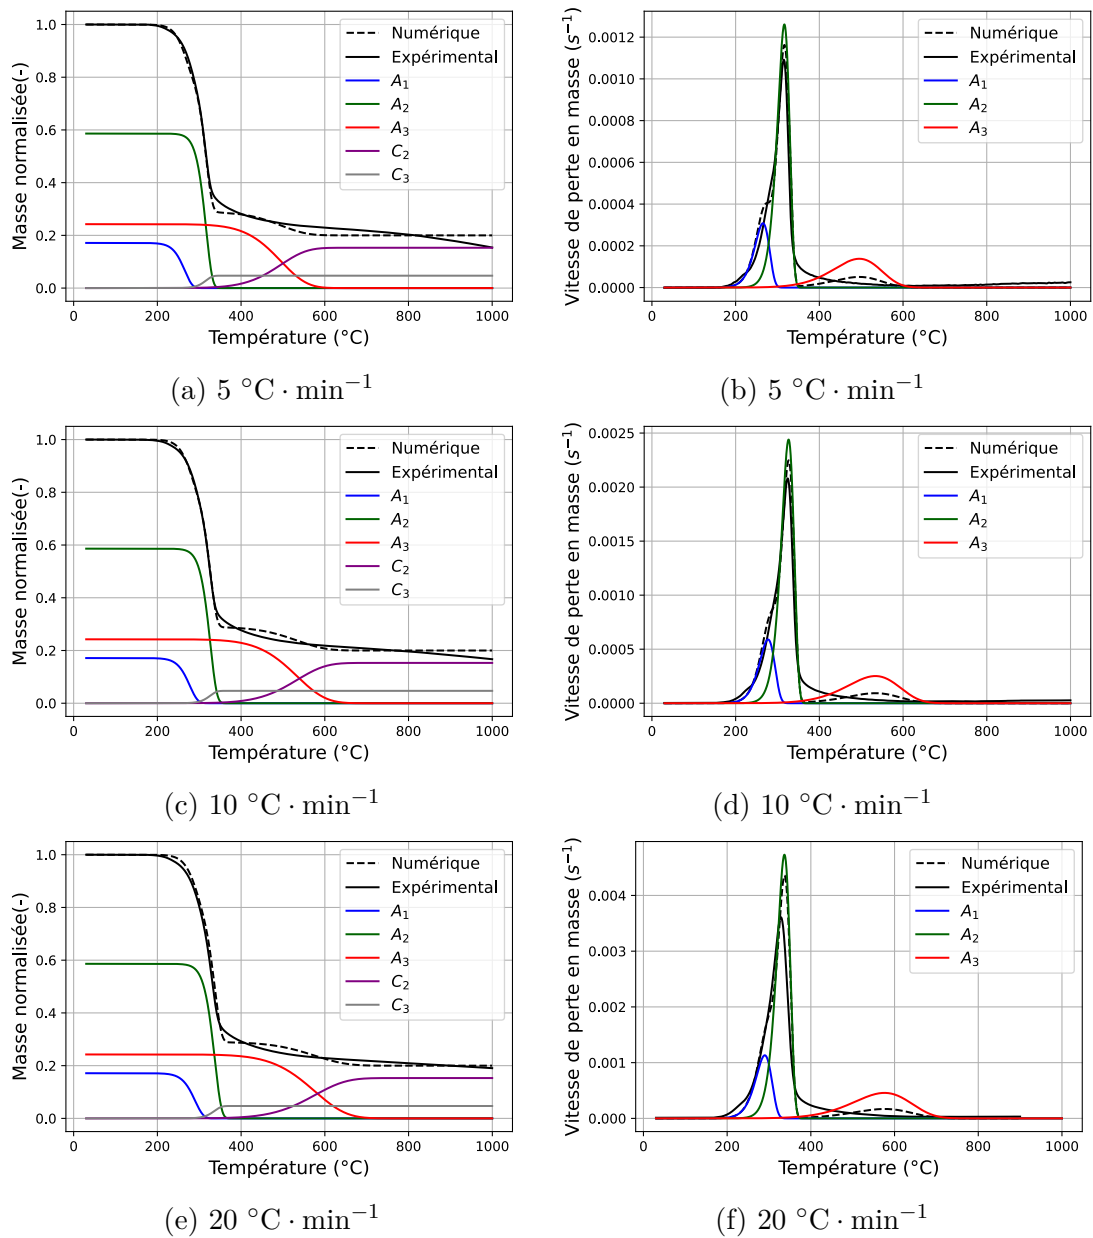 1.0
0.8
0.6
0.4
0.2
0.0
Masse normalisée(-)
0 200 400 600 800 1000
Température (°C)
Numérique
Expérimental
A₁
A₂
A₃
C₂
C₃
(a) 5 °C · min⁻¹
0.0012
0.0010
0.0008
0.0006
0.0004
0.0002
0.0000
Vitesse de perte en masse (s⁻¹)
0 200 400 600 800 1000
Température (°C)
Numérique
Expérimental
A₁
A₂
A₃
(b) 5 °C · min⁻¹
1.0
0.8
0.6
0.4
0.2
0.0
Masse normalisée(-)
0 200 400 600 800 1000
Température (°C)
Numérique
Expérimental
A₁
A₂
A₃
C₂
C₃
(c) 10 °C · min⁻¹
0.0025
0.0020
0.0015
0.0010
0.0005
0.0000
Vitesse de perte en masse (s⁻¹)
0 200 400 600 800 1000
Température (°C)
Numérique
Expérimental
A₁
A₂
A₃
(d) 10 °C · min⁻¹
1.0
0.8
0.6
0.4
0.2
0.0
Masse normalisée(-)
0 200 400 600 800 1000
Température (°C)
Numérique
Expérimental
A₁
A₂
A₃
C₂
C₃
(e) 20 °C · min⁻¹
0.004
0.003
0.002
0.001
0.000
Vitesse de perte en masse (s⁻¹)
0 200 400 600 800 1000
Température (°C)
Numérique
Expérimental
A₁
A₂
A₃
(f) 20 °C · min⁻¹